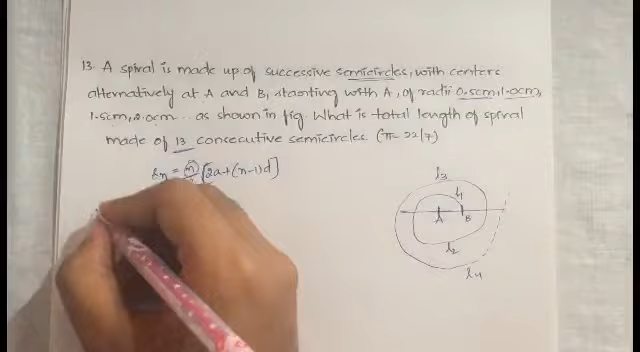 13. A spiral is made up of successive semicircles, with centers
alternatively at A and B, starting with A, of radii 0.5cm, 1.0cm,
1.5cm, 2.0cm... as shown in fig. What is total length of spiral
made of 13 consecutive semicircles (π = 22/7)
Sn = n/2 [2a+(n-1)d]
l3
l1
A B
l2
l4